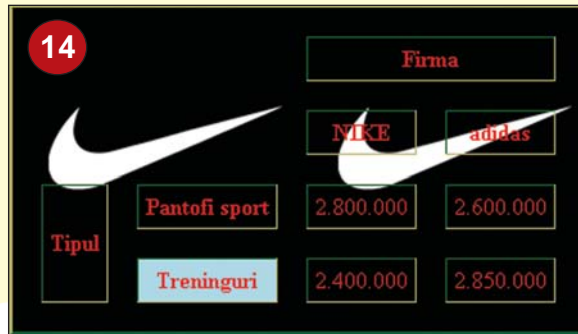 14
Firma
NIKE adidas
Tipul
Pantofi sport 2.800.000 2.600.000
Treninguri 2.400.000 2.850.000